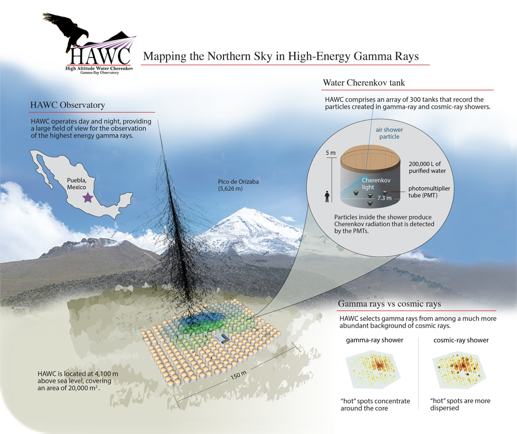 HAWC
High Altitude Water Cherenkov
Gamma-Ray Observatory
Mapping the Northern Sky in High-Energy Gamma Rays
HAWC Observatory
HAWC operates day and night, providing
a large field of view for the observation
of the highest energy gamma rays.
Puebla,
Mexico
Pico de Orizaba
(5,626 m)
Water Cherenkov tank
HAWC comprises an array of 300 tanks that record the
particles created in gamma-ray and cosmic-ray showers.
air shower
particle
5 m
200,000 L of
purified water
Cherenkov
light
photomultiplier
tube (PMT)
7.3 m
Particles inside the shower produce
Cherenkov radiation that is detected
by the PMTs.
Gamma rays vs cosmic rays
HAWC selects gamma rays from among a much more
abundant background of cosmic rays.
gamma-ray shower
cosmic-ray shower
"hot" spots concentrate
around the core
"hot" spots are more
dispersed
HAWC is located at 4,100 m
above sea level, covering
an area of 20,000 m².
150 m